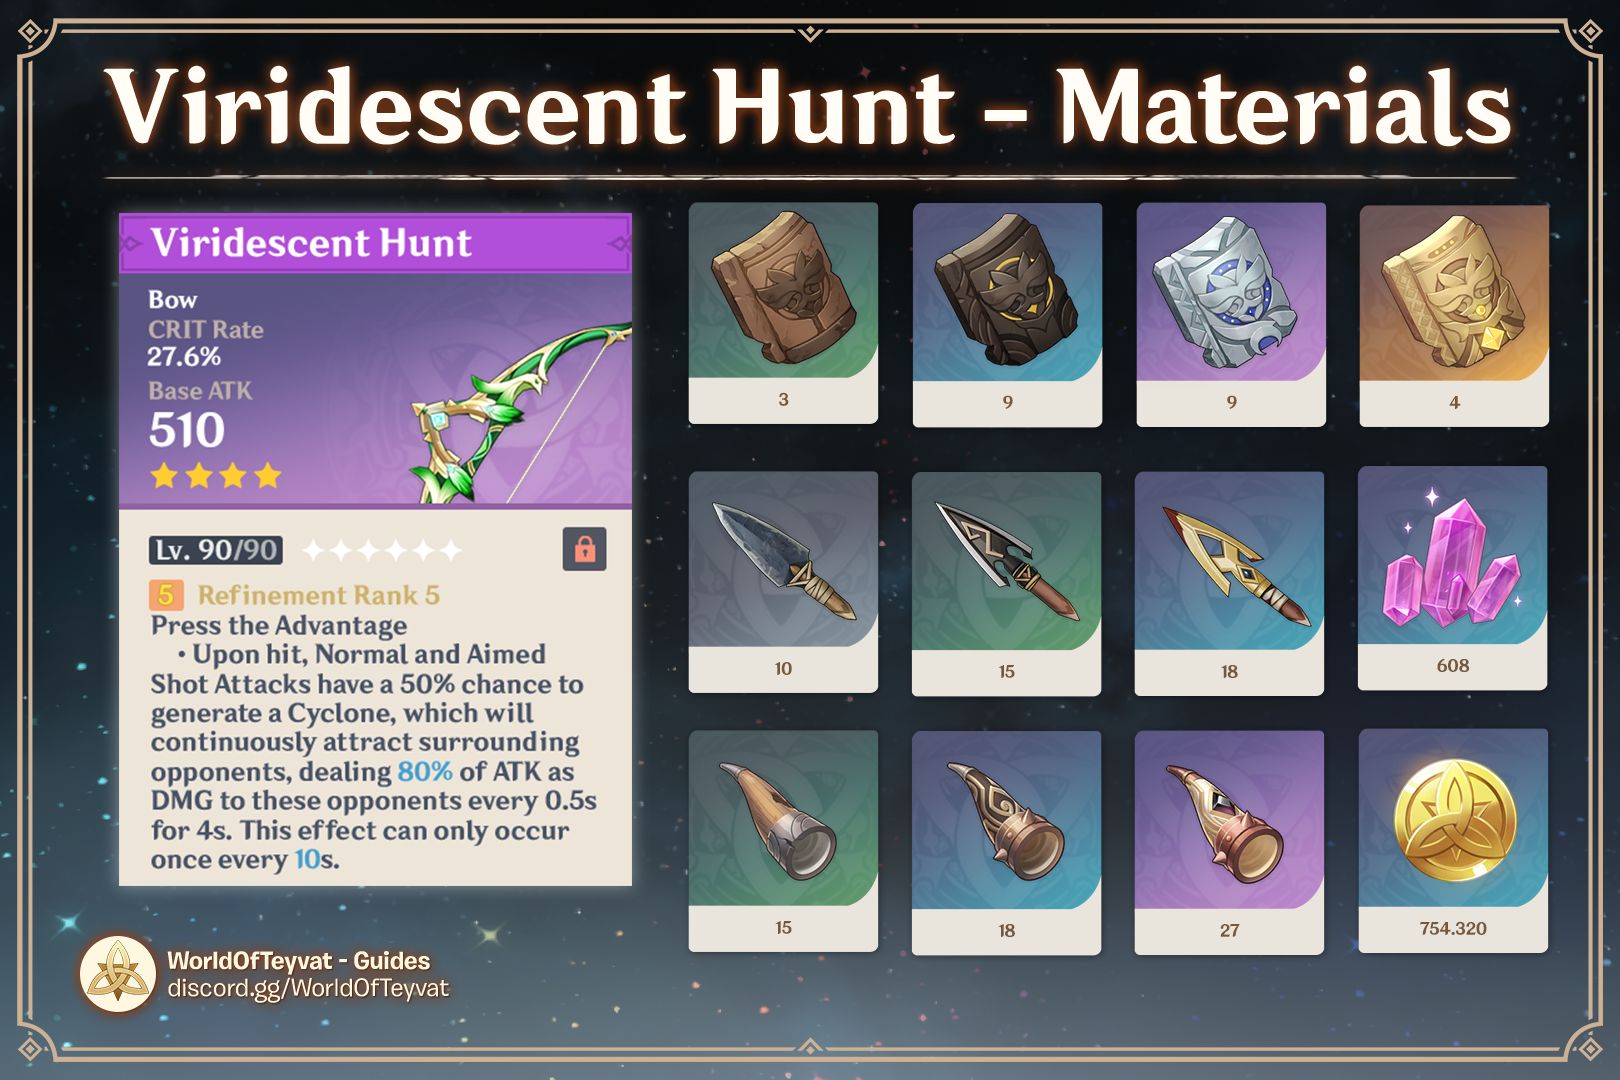 Viridescent Hunt - Materials
Viridescent Hunt
Bow
CRIT Rate
27.6%
Base ATK
510
Lv. 90/90
5 Refinement Rank 5
Press the Advantage
• Upon hit, Normal and Aimed
Shot Attacks have a 50% chance to
generate a Cyclone, which will
continuously attract surrounding
opponents, dealing 80% of ATK as
DMG to these opponents every 0.5s
for 4s. This effect can only occur
once every 10s.
3
9
9
4
10
15
18
608
15
18
27
754.320
WorldOfTeyvat - Guides
discord.gg/WorldOfTeyvat